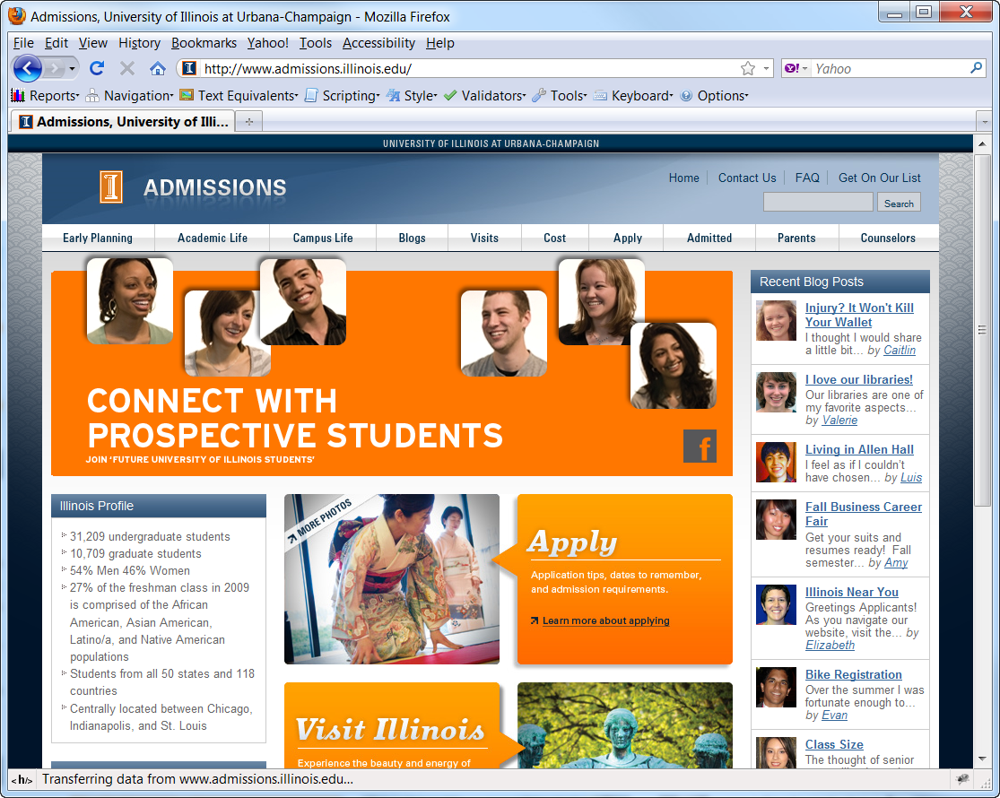 Admissions, University of Illinois at Urbana-Champaign - Mozilla Firefox
File Edit View History Bookmarks Yahoo! Tools Accessibility Help
http://www.admissions.illinois.edu/
Y! Yahoo
Reports Navigation Text Equivalents Scripting Style Validators Tools Keyboard Options
Admissions, University of Illi...
UNIVERSITY OF ILLINOIS AT URBANA-CHAMPAIGN
I ADMISSIONS
Home Contact Us FAQ Get On Our List
Search
Early Planning Academic Life Campus Life Blogs Visits Cost Apply Admitted Parents Counselors
CONNECT WITH
PROSPECTIVE STUDENTS
JOIN 'FUTURE UNIVERSITY OF ILLINOIS STUDENTS'
f
Illinois Profile
31,209 undergraduate students
10,709 graduate students
54% Men 46% Women
27% of the freshman class in 2009
is comprised of the African
American, Asian American,
Latino/a, and Native American
populations
Students from all 50 states and 118
countries
Centrally located between Chicago,
Indianapolis, and St. Louis
MORE PHOTOS
Apply
Application tips, dates to remember,
and admission requirements.
Learn more about applying
Visit Illinois
Experience the beauty and energy of
Recent Blog Posts
Injury? It Won't Kill
Your Wallet
I thought I would share
a little bit... by Caitlin
I love our libraries!
Our libraries are one of
my favorite aspects...
by Valerie
Living in Allen Hall
I feel as if I couldn't
have chosen... by Luis
Fall Business Career
Fair
Get your suits and
resumes ready! Fall
semester... by Amy
Illinois Near You
Greetings Applicants!
As you navigate our
website, visit the... by
Elizabeth
Bike Registration
Over the summer I was
fortunate enough to...
by Evan
Class Size
The thought of senior
<h/> Transferring data from www.admissions.illinois.edu...